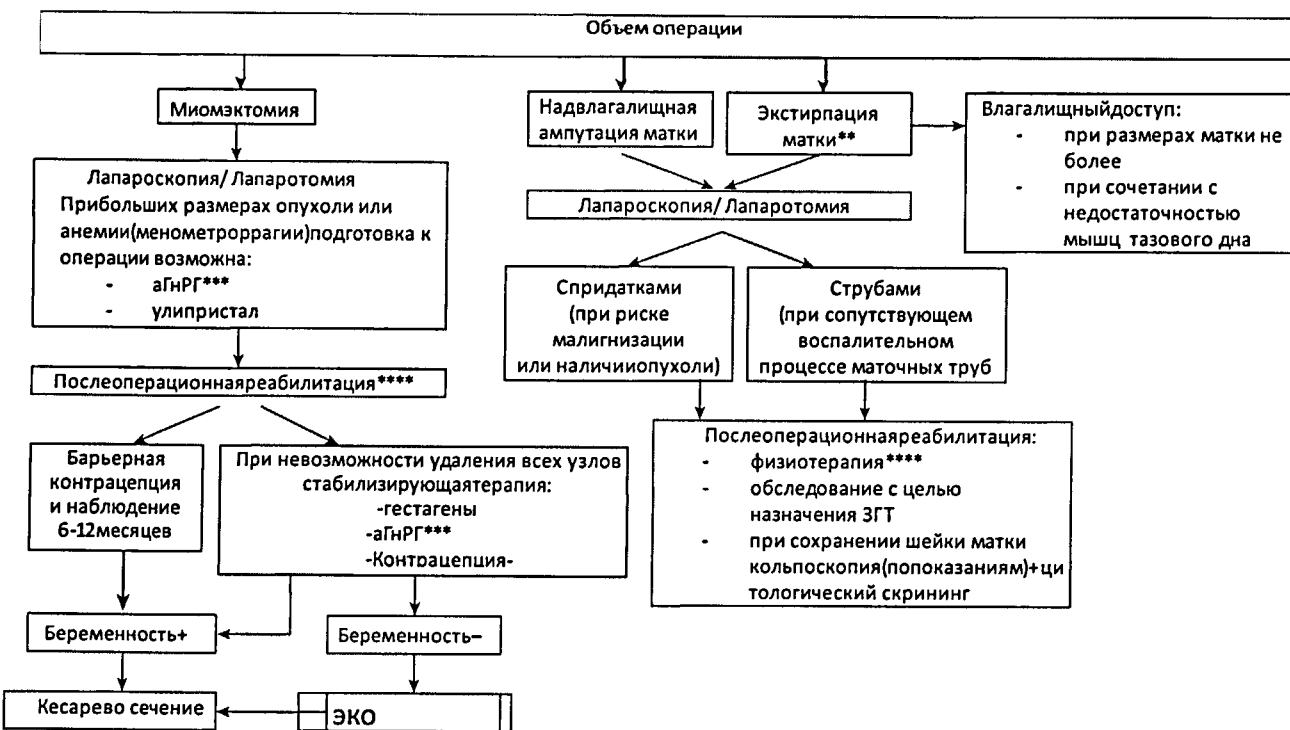 Объем операции
Миомэктомия
Лапароскопия/ Лапаротомия
Прибольших размерах опухоли или
анемии(менометроррагии)подготовка к
операции возможна:
- аГнРГ***
- улипристал
Послеоперационнаяреабилитация****
Барьерная
контрацепция
и наблюдение
6-12месяцев
При невозможности удаления всех узлов
стабилизирующаятерапия:
-гестагены
-аГнРГ***
-Контрацепция-
Беременность+
Беременность–
Кесарево сечение
ЭКО
Надвлагалищная
ампутация матки
Экстирпация
матки**
Влагалищныйдоступ:
- при размерах матки не
более
- при сочетании с
недостаточностью
мышц тазового дна
Лапароскопия/ Лапаротомия
Спридатками
(при риске
малигнизации
или наличииопухоли)
Струбами
(при сопутствующем
воспалительном
процессе маточных труб
Послеоперационнаяреабилитация:
- физиотерапия****
- обследование с целью
назначения ЗГТ
- при сохранении шейки матки
кольпоскопия(попоказаниям)+ци
тологический скрининг